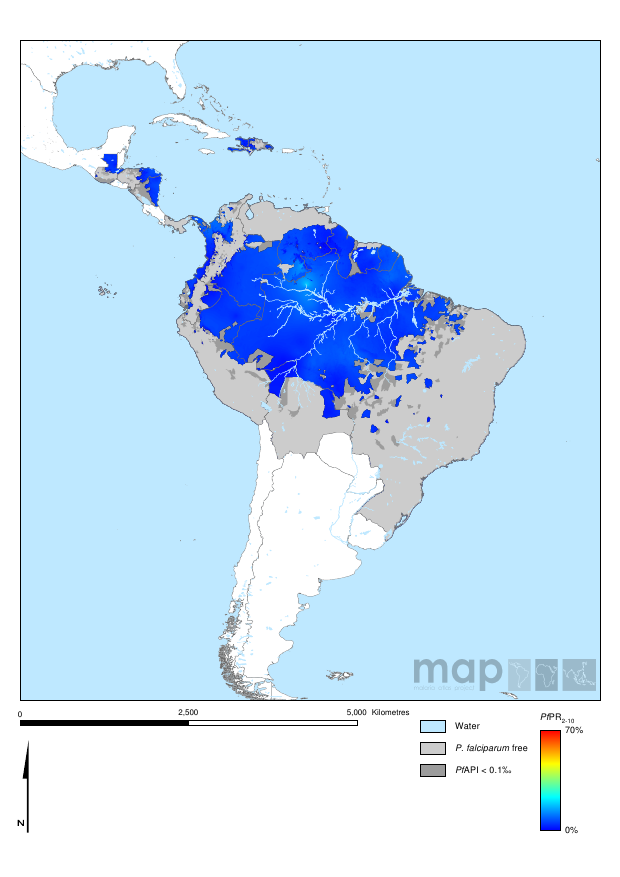 map
malaria atlas project
0 2,500 5,000 Kilometres
Water
P. falciparum free
PfAPI < 0.1‰
PfPR2-10
70%
0%
N